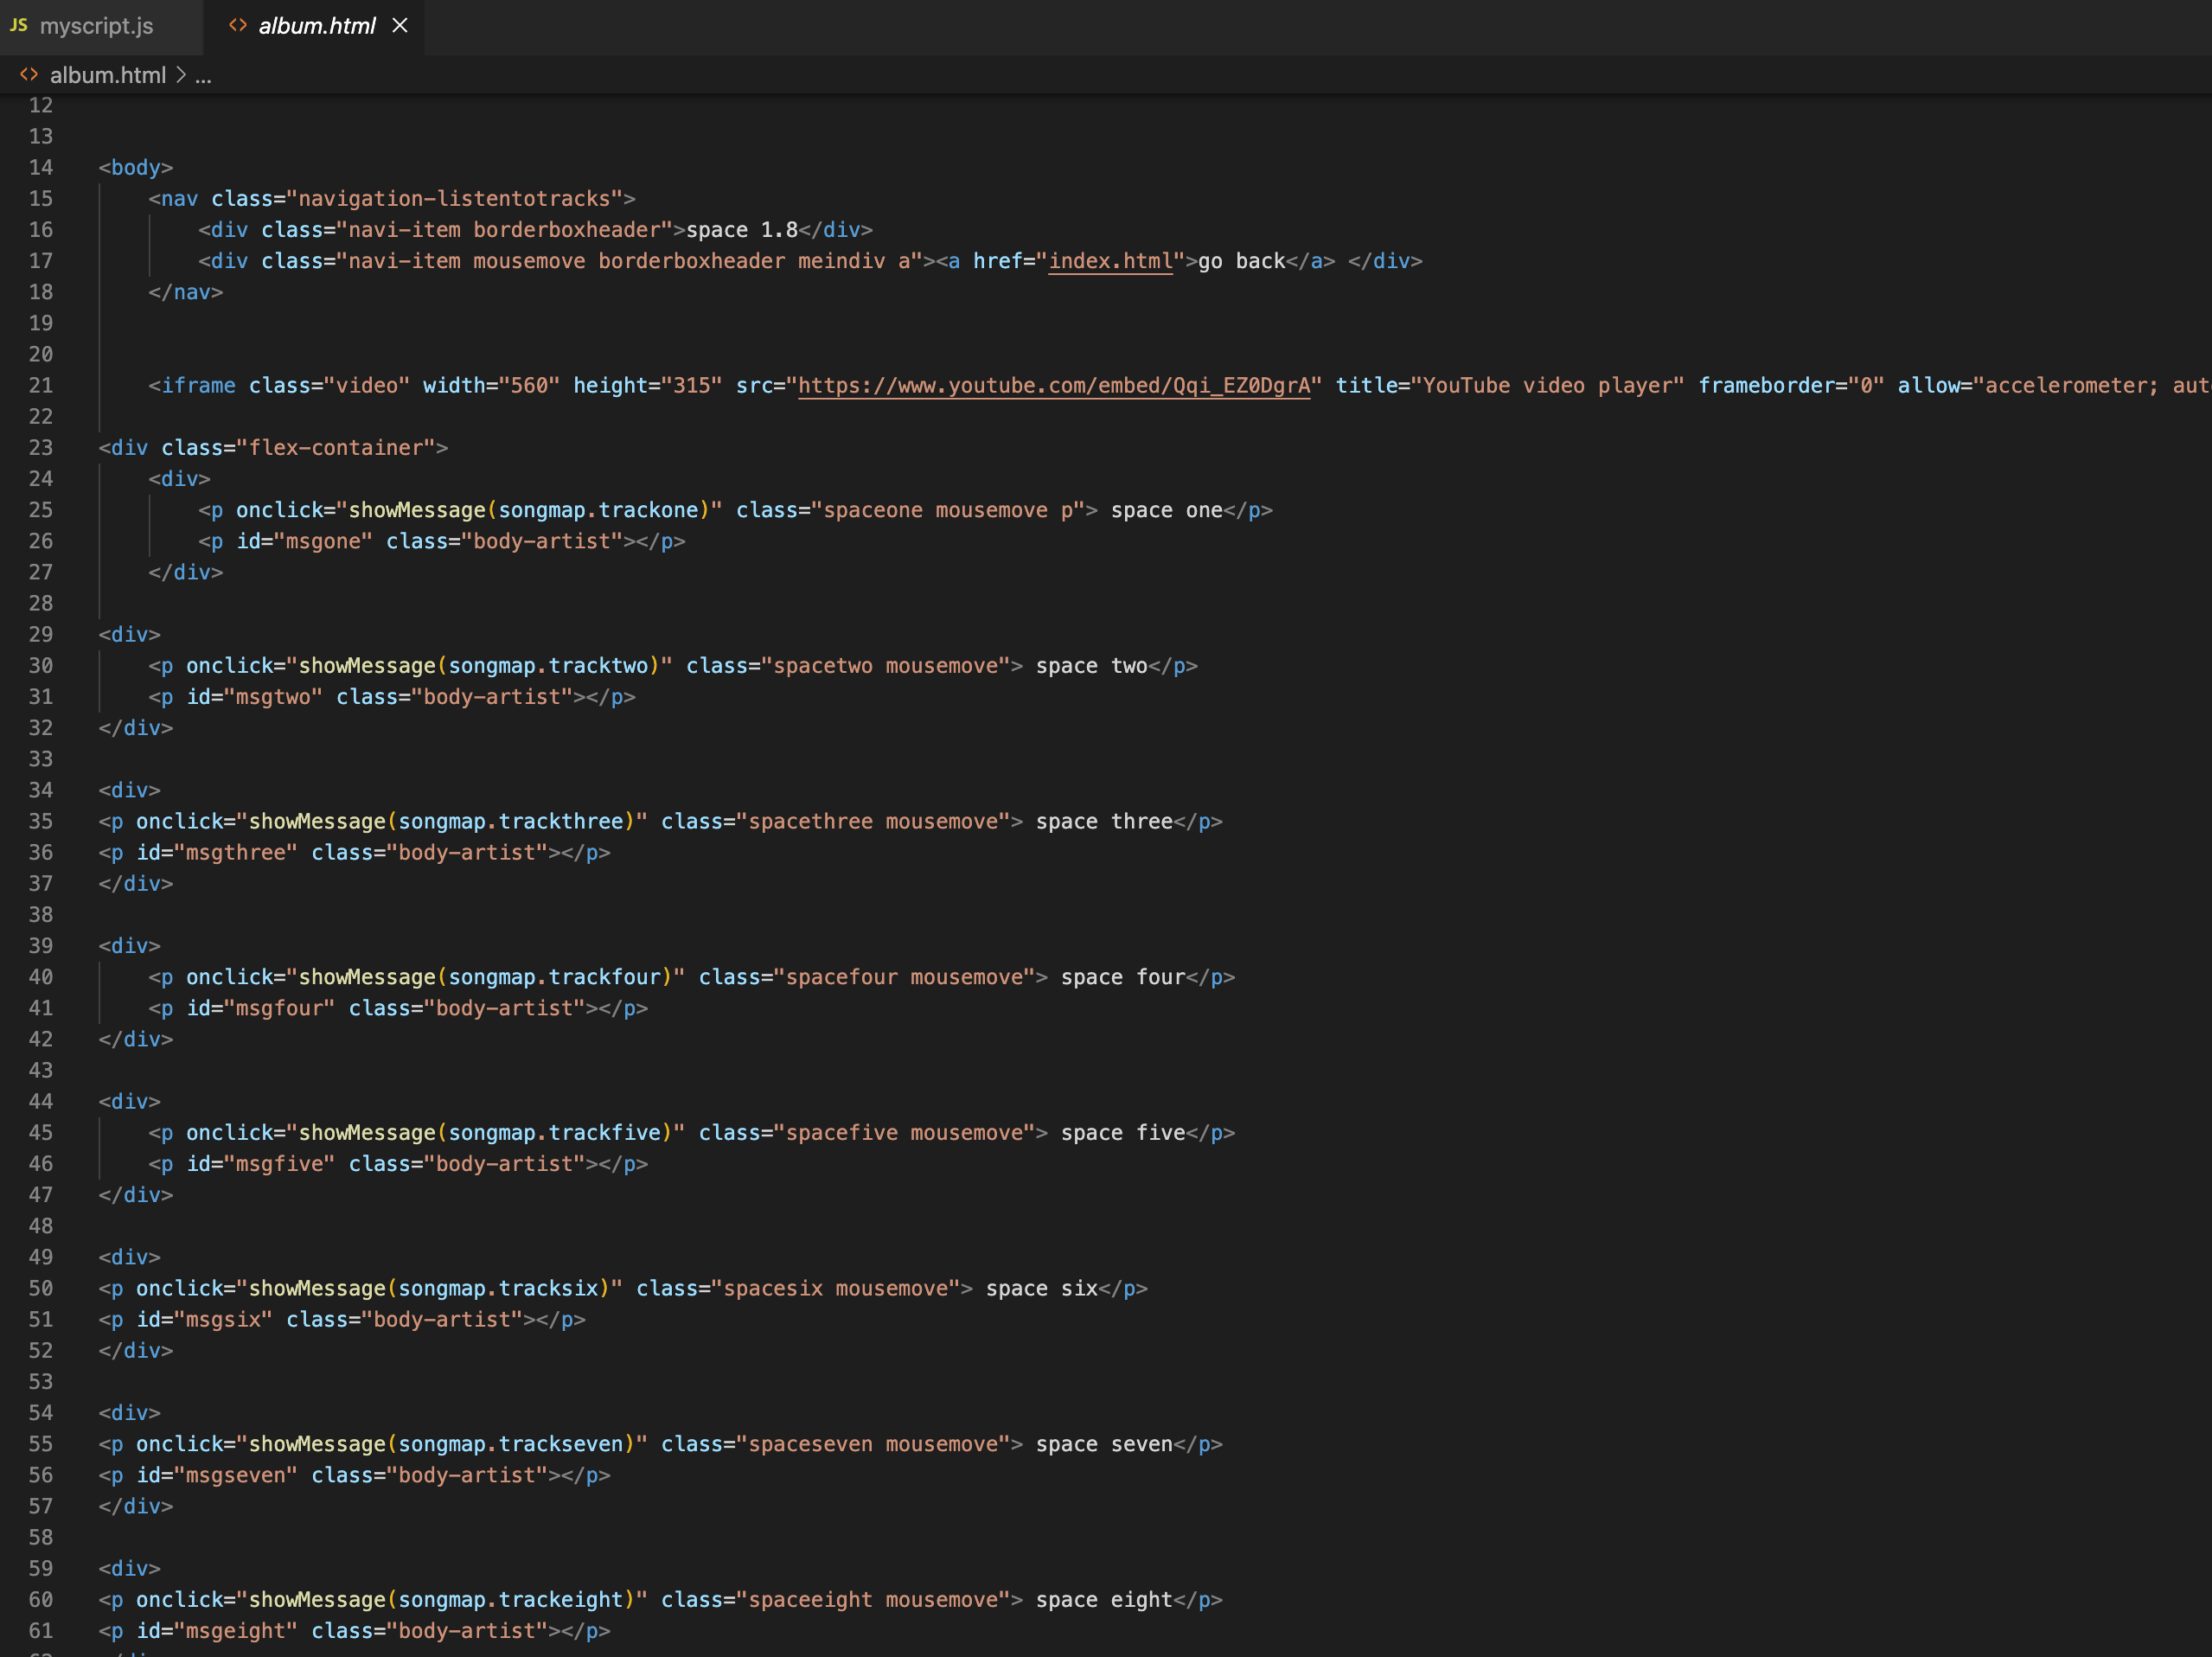 JS myscript.js <> album.html ×
<> album.html > ...
12
13
14 <body>
15 <nav class="navigation-listentotracks">
16 <div class="navi-item borderboxheader">space 1.8</div>
17 <div class="navi-item mousemove borderboxheader meindiv a"><a href="index.html">go back</a> </div>
18 </nav>
19
20
21 <iframe class="video" width="560" height="315" src="https://www.youtube.com/embed/Qqi_EZ0DgrA" title="YouTube video player" frameborder="0" allow="accelerometer; aut
22
23 <div class="flex-container">
24 <div>
25 <p onclick="showMessage(songmap.trackone)" class="spaceone mousemove p"> space one</p>
26 <p id="msgone" class="body-artist"></p>
27 </div>
28
29 <div>
30 <p onclick="showMessage(songmap.tracktwo)" class="spacetwo mousemove"> space two</p>
31 <p id="msgtwo" class="body-artist"></p>
32 </div>
33
34 <div>
35 <p onclick="showMessage(songmap.trackthree)" class="spacethree mousemove"> space three</p>
36 <p id="msgthree" class="body-artist"></p>
37 </div>
38
39 <div>
40 <p onclick="showMessage(songmap.trackfour)" class="spacefour mousemove"> space four</p>
41 <p id="msgfour" class="body-artist"></p>
42 </div>
43
44 <div>
45 <p onclick="showMessage(songmap.trackfive)" class="spacefive mousemove"> space five</p>
46 <p id="msgfive" class="body-artist"></p>
47 </div>
48
49 <div>
50 <p onclick="showMessage(songmap.tracksix)" class="spacesix mousemove"> space six</p>
51 <p id="msgsix" class="body-artist"></p>
52 </div>
53
54 <div>
55 <p onclick="showMessage(songmap.trackseven)" class="spaceseven mousemove"> space seven</p>
56 <p id="msgseven" class="body-artist"></p>
57 </div>
58
59 <div>
60 <p onclick="showMessage(songmap.trackeight)" class="spaceeight mousemove"> space eight</p>
61 <p id="msgeight" class="body-artist"></p>